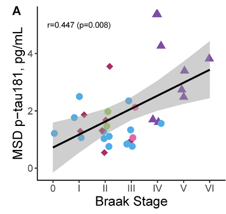 A
r=0.447 (p=0.008)
MSD p-tau181, pg/mL
4
2
0
0 I II III IV V VI
Braak Stage